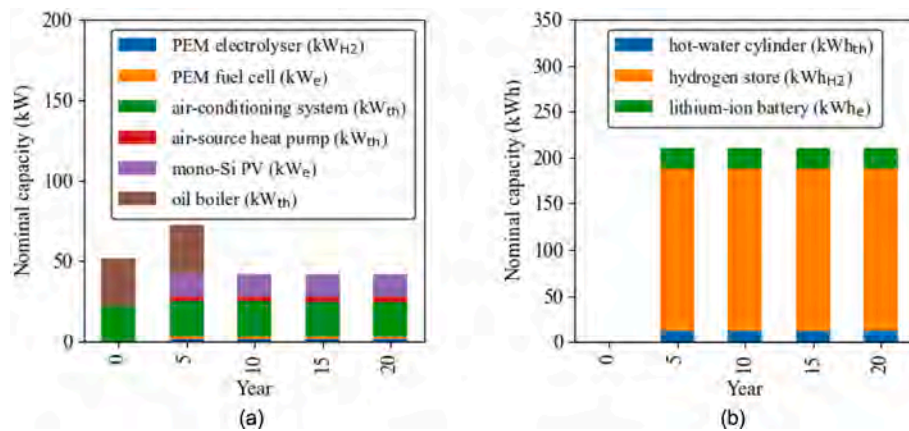 200
150
100
50
0
Nominal capacity (kW)
PEM electrolyser (kWH2)
PEM fuel cell (kWe)
air-conditioning system (kWth)
air-source heat pump (kWth)
mono-Si PV (kWe)
oil boiler (kWth)
0
5
10
15
20
Year
(a)
350
300
250
200
150
100
50
0
Nominal capacity (kWh)
hot-water cylinder (kWhth)
hydrogen store (kWhH2)
lithium-ion battery (kWhe)
0
5
10
15
20
Year
(b)